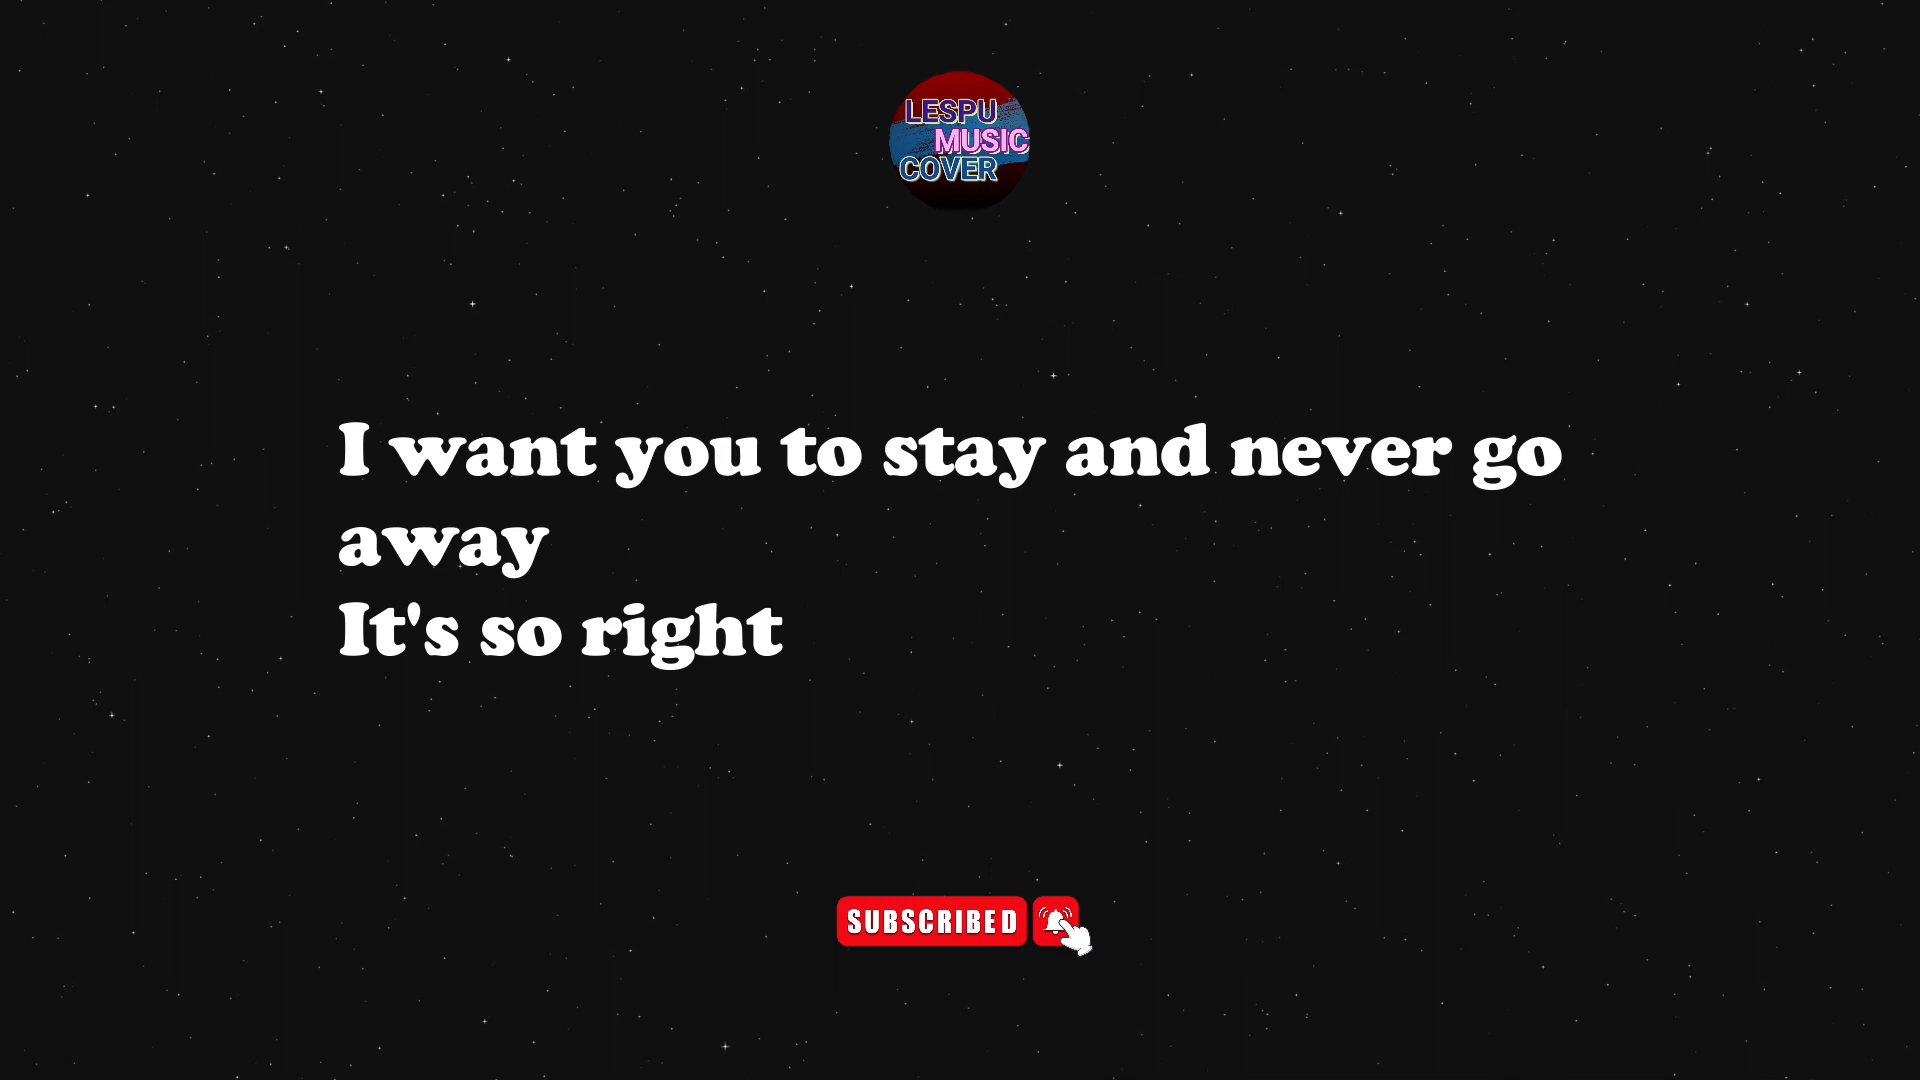 LESPU
MUSIC
COVER
I want you to stay and never go
away
It's so right
SUBSCRIBED